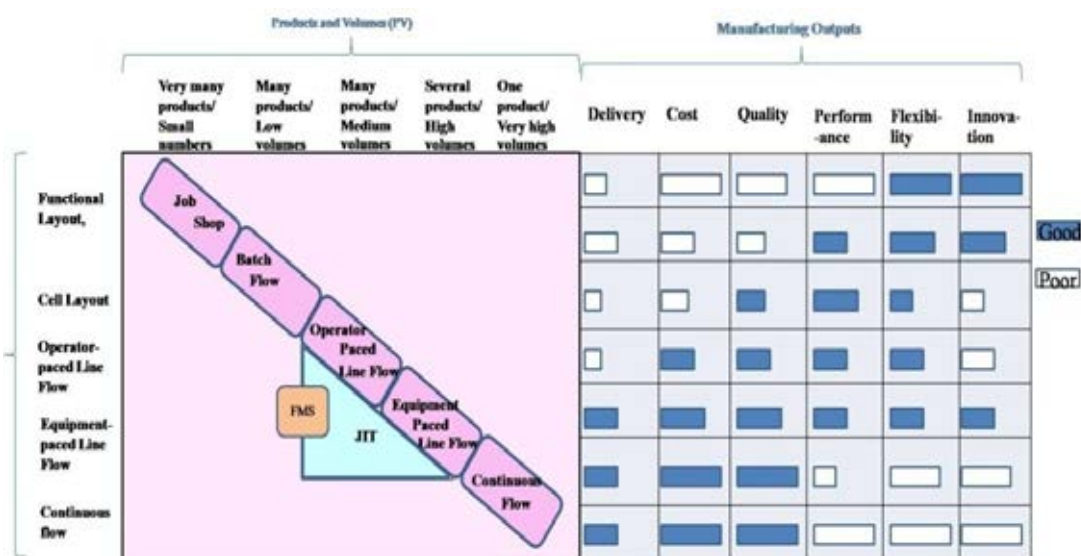 Products and Volumes (PV)
Manufacturing Outputs
Very many
products/
Small
numbers
Many
products/
Low
volumes
Many
products/
Medium
volumes
Several
products/
High
volumes
One
product/
Very high
volumes
Delivery
Cost
Quality
Perform
-ance
Flexibi-
lity
Innova-
tion
Functional
Layout,
Cell Layout
Operator-
paced Line
Flow
Equipment-
paced Line
Flow
Continuous
flow
Job
Shop
Batch
Flow
Operator
Paced
Line Flow
Equipment
Paced
Line Flow
Continuous
Flow
FMS
JIT
Good
Poor